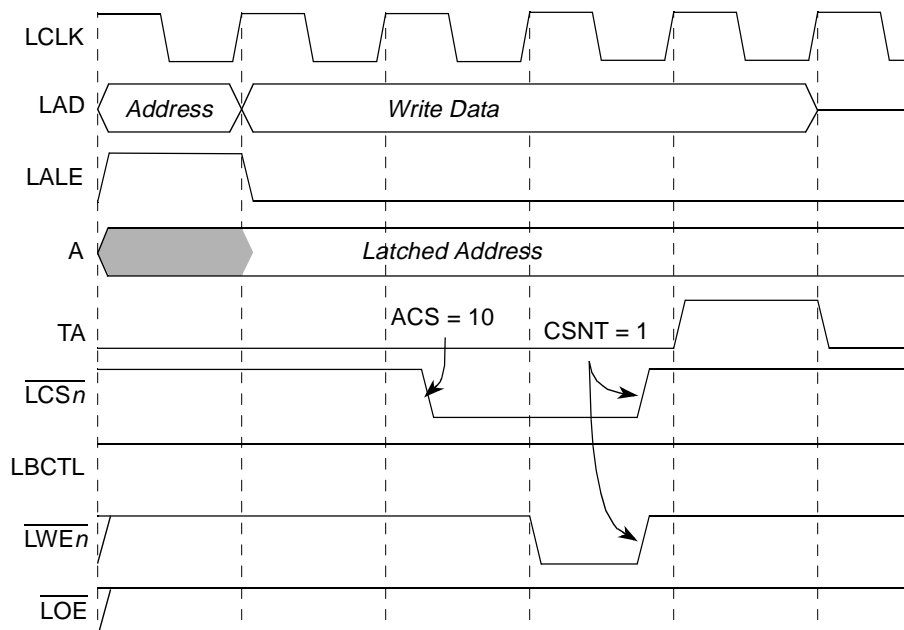 LCLK
LAD
Address
Write Data
LALE
A
Latched Address
ACS = 10
CSNT = 1
TA
LCSn
LBCTL
LWEn
LOE